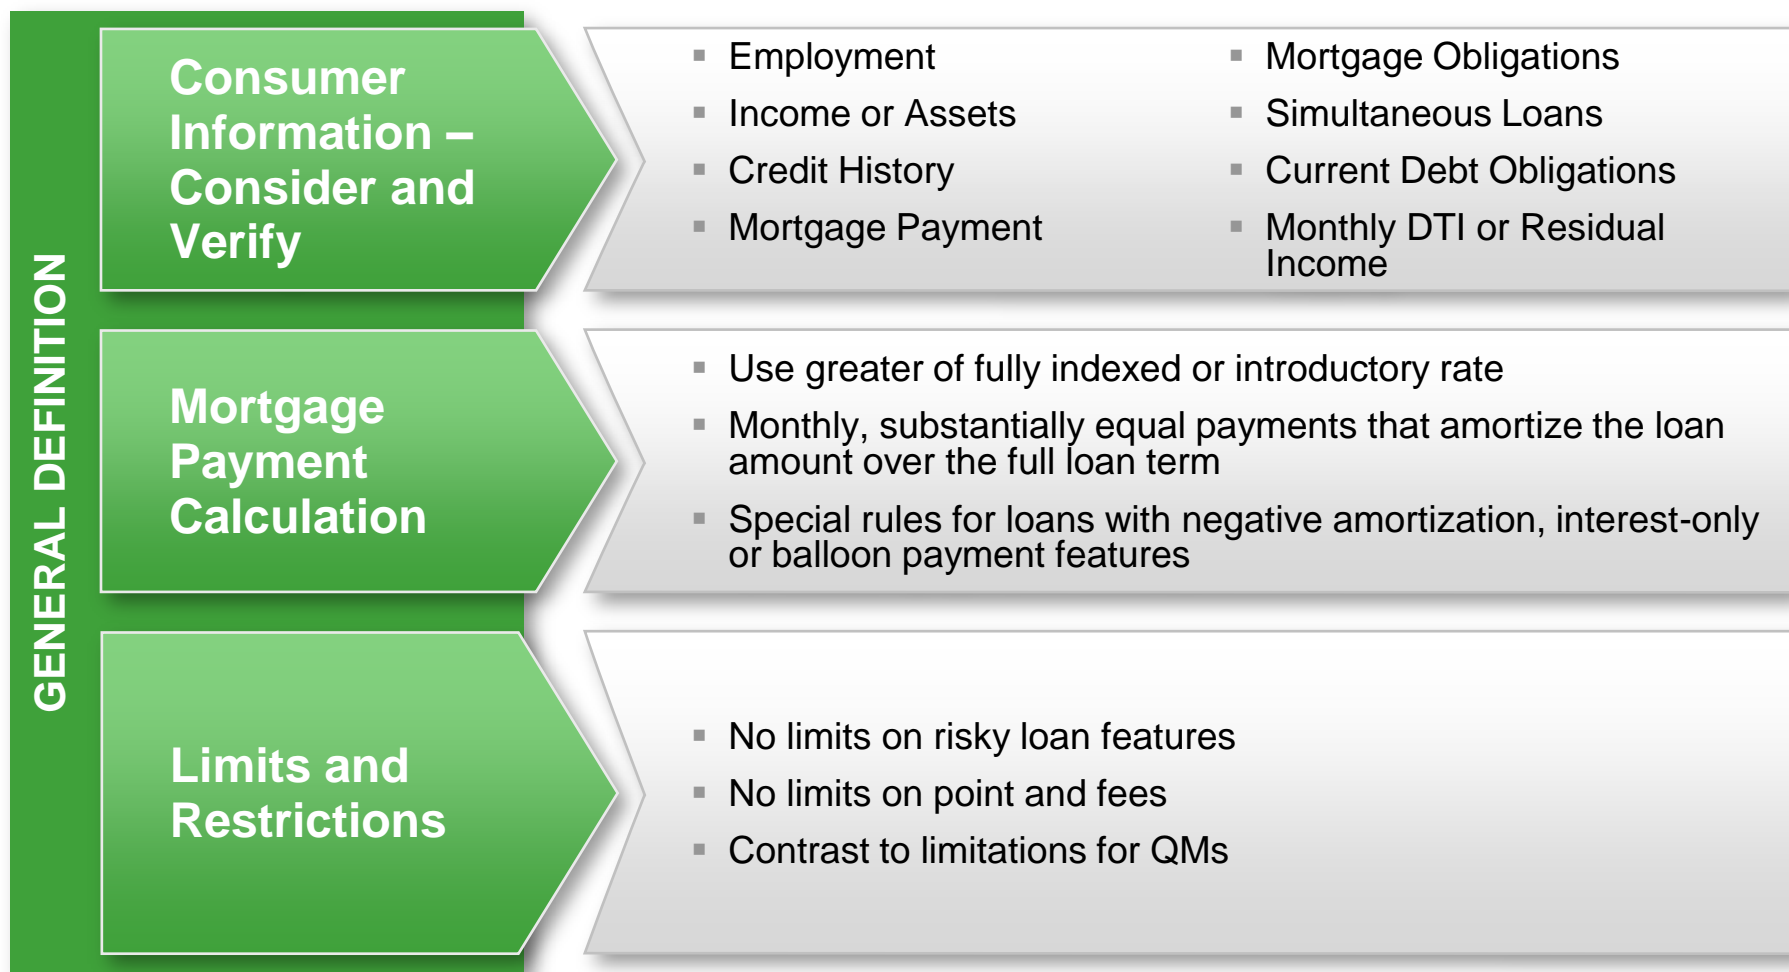 GENERAL DEFINITION
Consumer
Information –
Consider and
Verify
▪ Employment
▪ Income or Assets
▪ Credit History
▪ Mortgage Payment
▪ Mortgage Obligations
▪ Simultaneous Loans
▪ Current Debt Obligations
▪ Monthly DTI or Residual
Income
Mortgage
Payment
Calculation
▪ Use greater of fully indexed or introductory rate
▪ Monthly, substantially equal payments that amortize the loan
amount over the full loan term
▪ Special rules for loans with negative amortization, interest-only
or balloon payment features
Limits and
Restrictions
▪ No limits on risky loan features
▪ No limits on point and fees
▪ Contrast to limitations for QMs